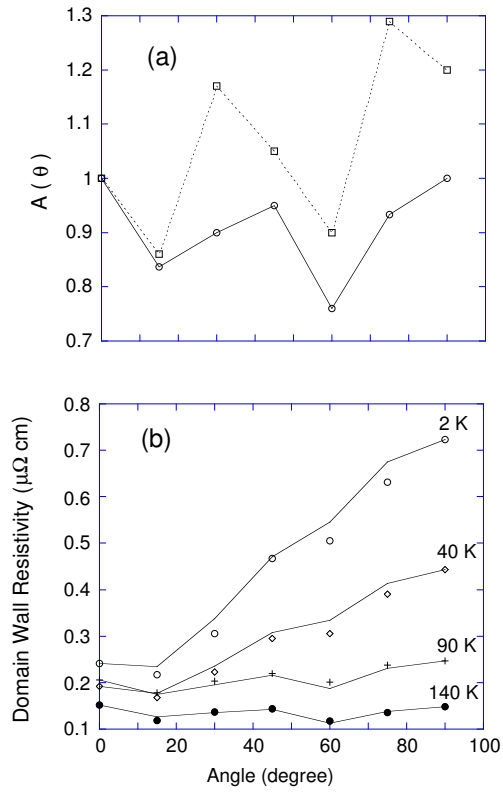 1.3
(a)
1.2
1.1
A ( θ )
1
0.9
0.8
0.7
0.8
(b)
2 K
0.7
0.6
Domain Wall Resistivity (μΩ cm)
0.5
40 K
0.4
0.3
90 K
0.2
140 K
0.1
0 20 40 60 80 100
Angle (degree)